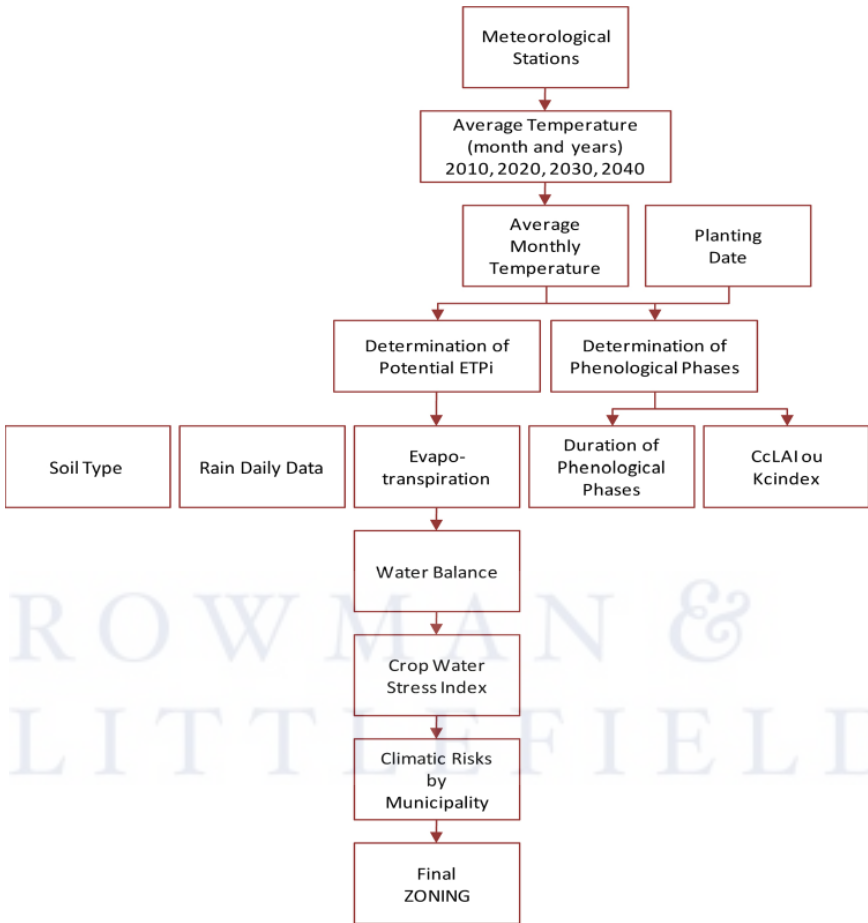 Meteorological
Stations
Average Temperature
(month and years)
2010, 2020, 2030, 2040
Average
Monthly
Temperature
Planting
Date
Determination of
Potential ETPi
Determination of
Phenological Phases
Soil Type
Rain Daily Data
Evapo-
transpiration
Duration of
Phenological
Phases
CcLAI ou
Kcindex
Water Balance
Crop Water
Stress Index
Climatic Risks
by
Municipality
Final
ZONING
ROWMAN &
LITTLEFIELD